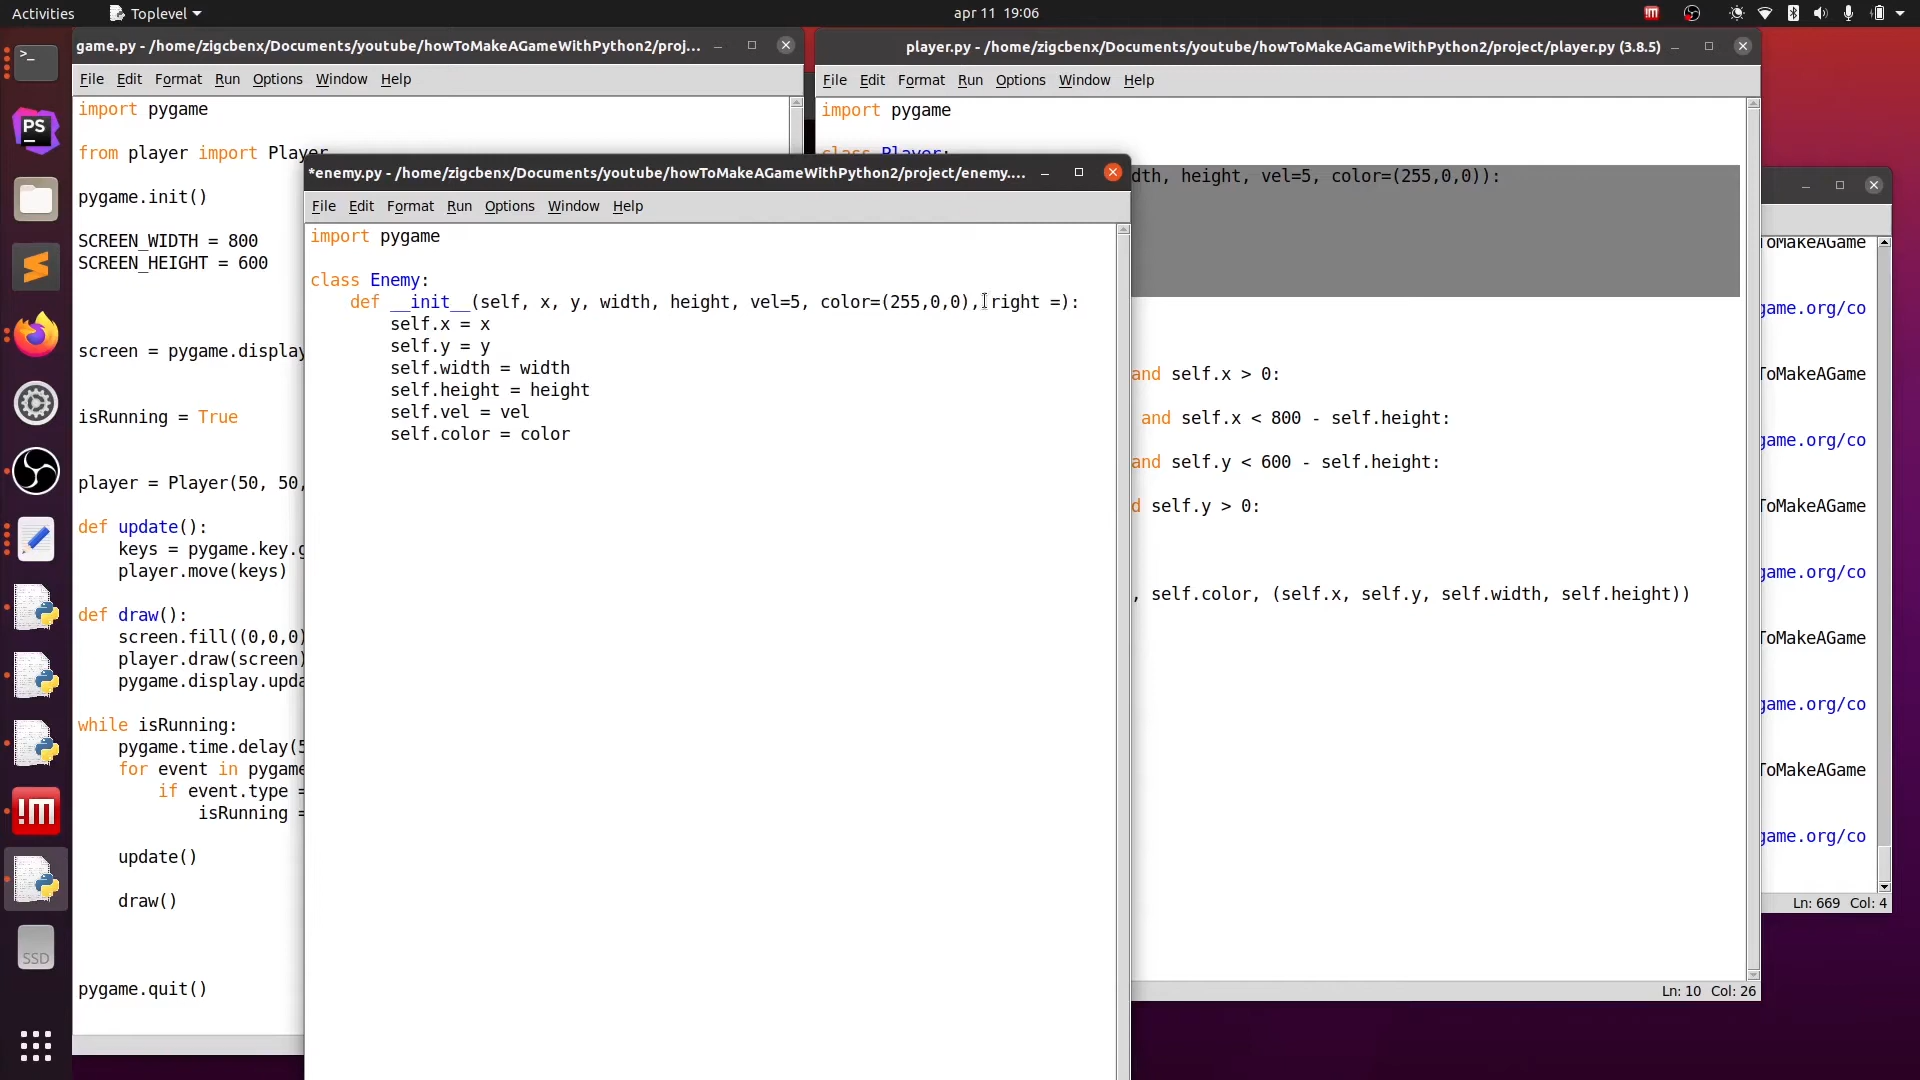 Activities
Toplevel
apr 11 19:06
game.py - /home/zigcbenx/Documents/youtube/howToMakeAGameWithPython2/proj...
File Edit Format Run Options Window Help
import pygame
from player import Player
pygame.init()
SCREEN_WIDTH = 800
SCREEN_HEIGHT = 600
screen = pygame.display
isRunning = True
player = Player(50, 50,
def update():
keys = pygame.key.g
player.move(keys)
def draw():
screen.fill((0,0,0)
player.draw(screen)
pygame.display.upda
while isRunning:
pygame.time.delay(5
for event in pygame
if event.type =
isRunning =
update()
draw()
pygame.quit()
*enemy.py - /home/zigcbenx/Documents/youtube/howToMakeAGameWithPython2/project/enemy....
File Edit Format Run Options Window Help
import pygame
class Enemy:
def __init__(self, x, y, width, height, vel=5, color=(255,0,0), right =):
self.x = x
self.y = y
self.width = width
self.height = height
self.vel = vel
self.color = color
player.py - /home/zigcbenx/Documents/youtube/howToMakeAGameWithPython2/project/player.py (3.8.5)
File Edit Format Run Options Window Help
import pygame
class Player:
dth, height, vel=5, color=(255,0,0)):
and self.x > 0:
and self.x < 800 - self.height:
and self.y < 600 - self.height:
d self.y > 0:
, self.color, (self.x, self.y, self.width, self.height))
Ln: 10 Col: 26
ToMakeAGame
game.org/co
ToMakeAGame
game.org/co
ToMakeAGame
game.org/co
ToMakeAGame
game.org/co
ToMakeAGame
game.org/co
Ln: 669 Col: 4
>_
PS
!M
SSD